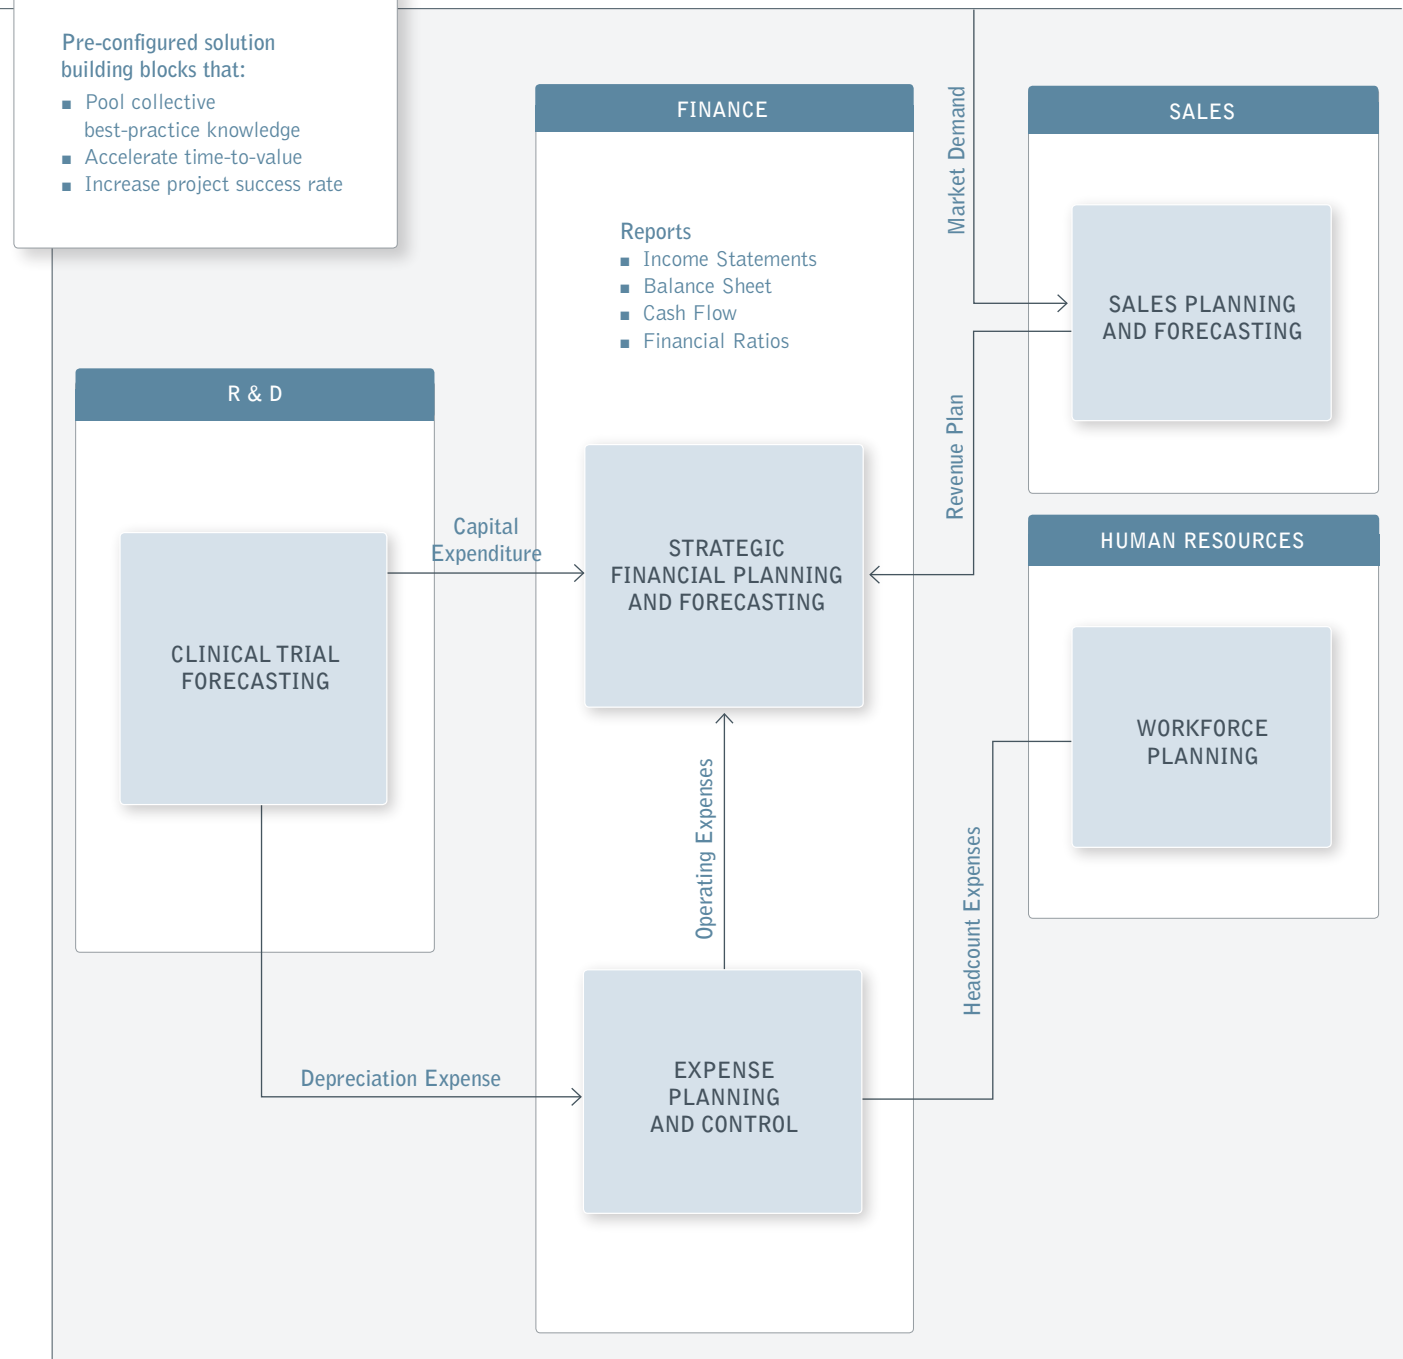 Pre-configured solution
building blocks that:
▪ Pool collective
best-practice knowledge
▪ Accelerate time-to-value
▪ Increase project success rate
FINANCE
Reports
▪ Income Statements
▪ Balance Sheet
▪ Cash Flow
▪ Financial Ratios
Market Demand
SALES
SALES PLANNING
AND FORECASTING
Revenue Plan
R & D
CLINICAL TRIAL
FORECASTING
Capital
Expenditure
STRATEGIC
FINANCIAL PLANNING
AND FORECASTING
HUMAN RESOURCES
WORKFORCE
PLANNING
Operating Expenses
Headcount Expenses
Depreciation Expense
EXPENSE
PLANNING
AND CONTROL